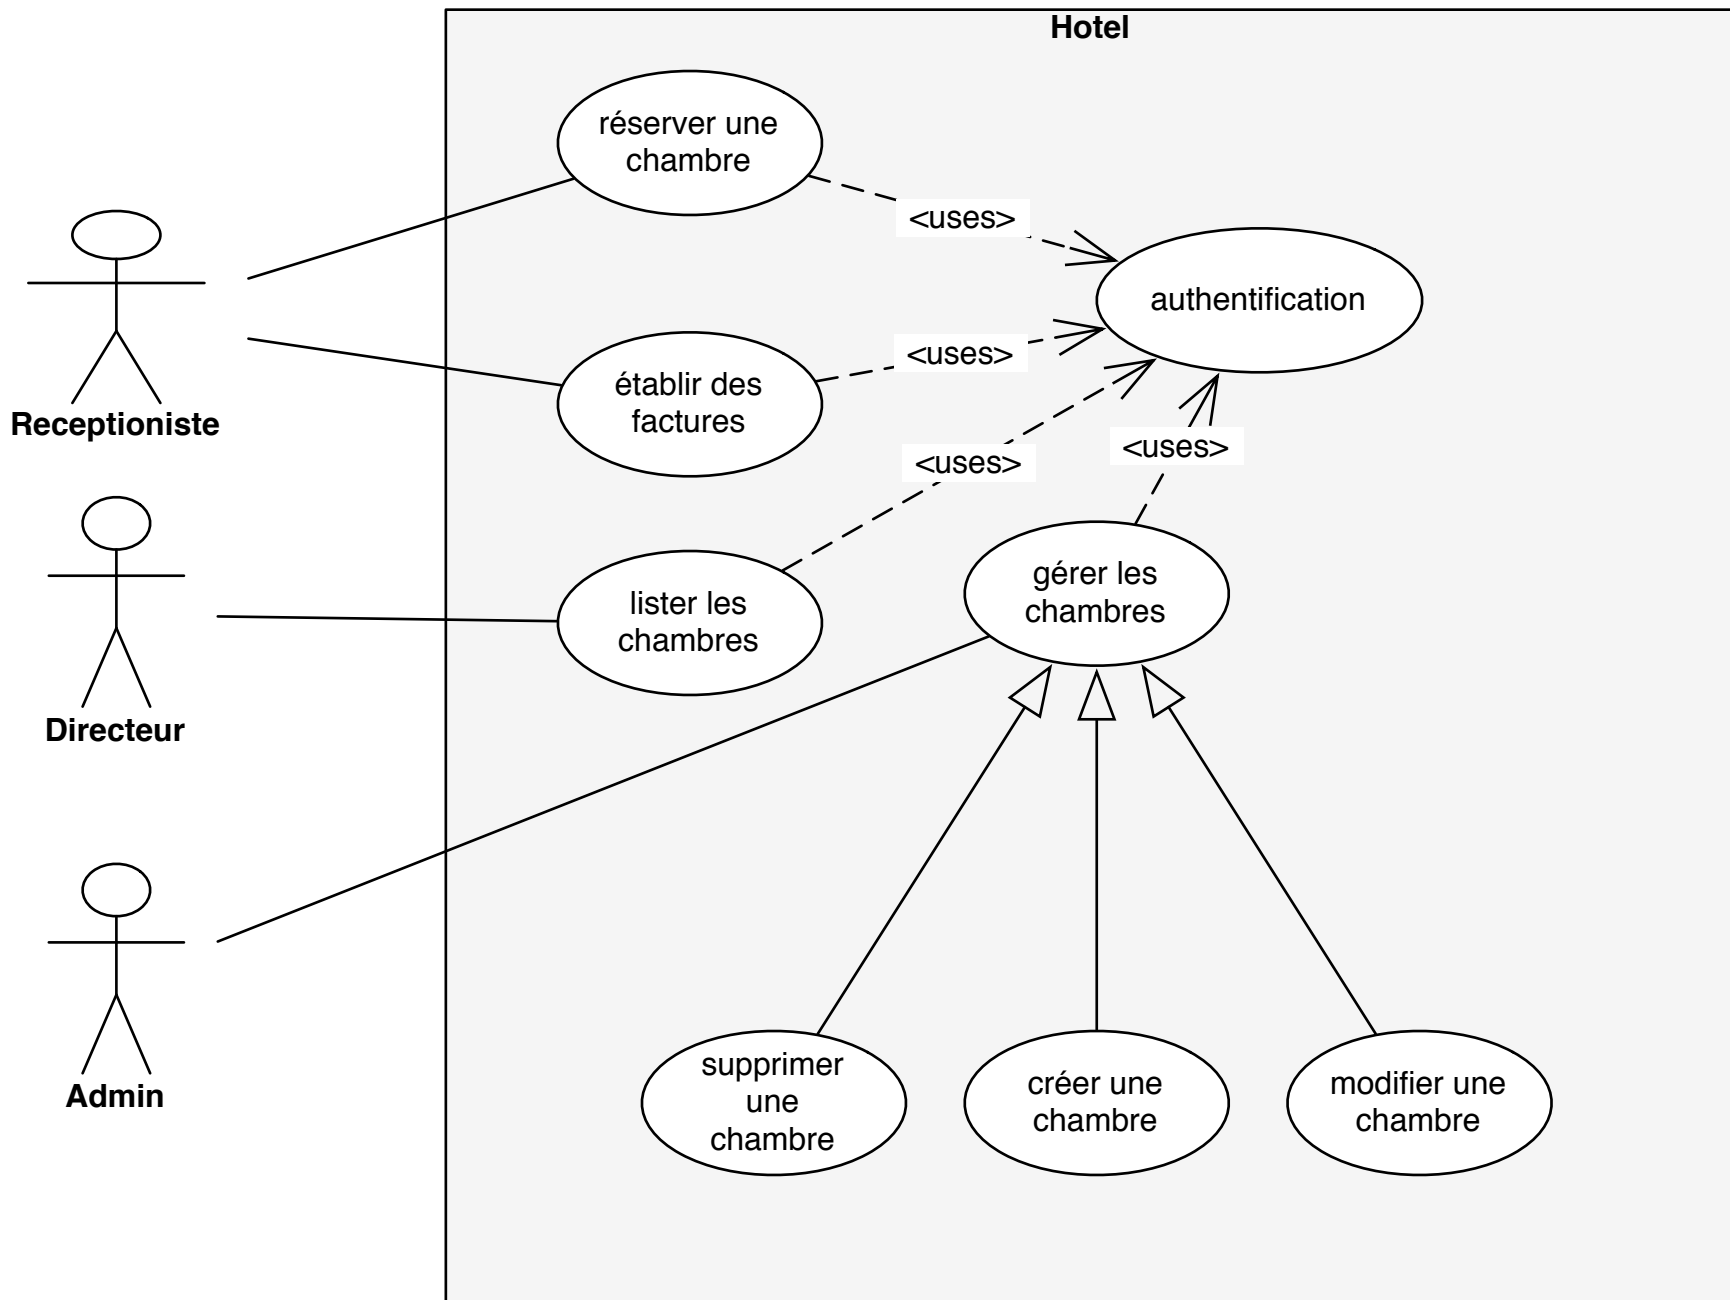 Hotel
réserver une
chambre
<uses>
authentification
<uses>
établir des
factures
Receptioniste
<uses>
<uses>
gérer les
chambres
lister les
chambres
Directeur
supprimer
une
chambre
créer une
chambre
modifier une
chambre
Admin